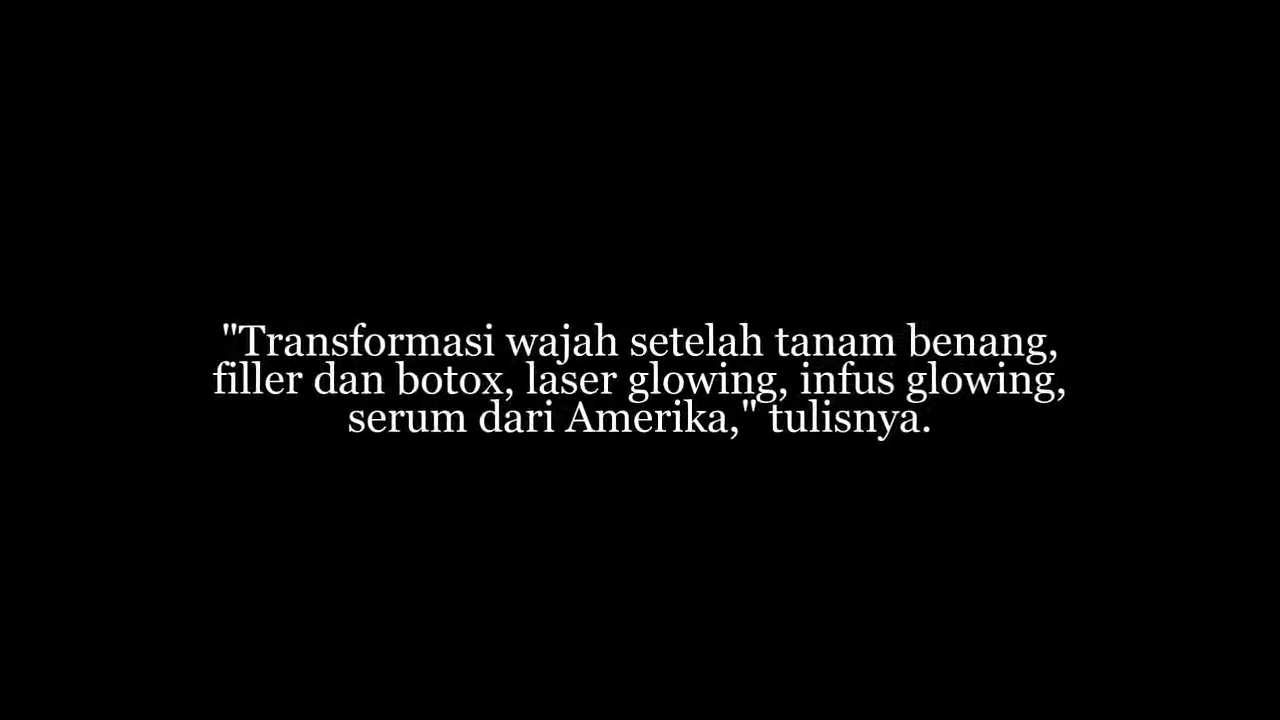 "Transformasi wajah setelah tanam benang,
filler dan botox, laser glowing, infus glowing,
serum dari Amerika," tulisnya.